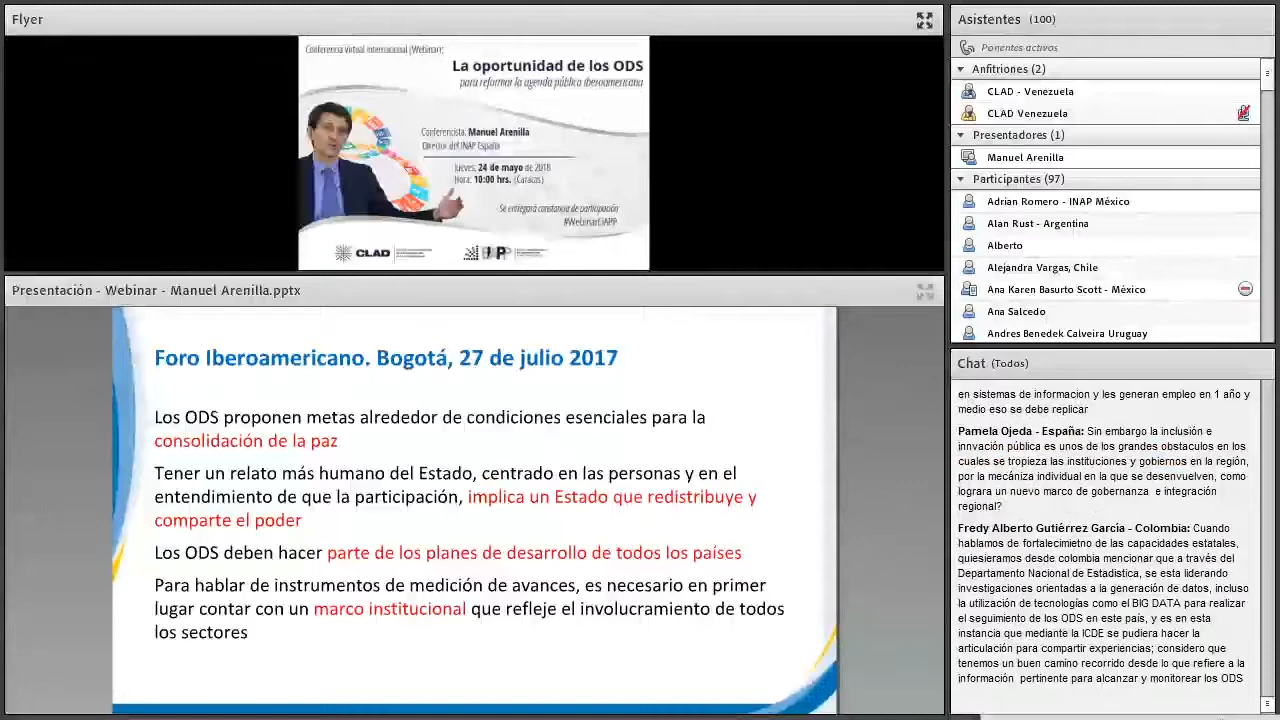 Flyer
Conferencia Virtual Internacional (Webinar):
La oportunidad de los ODS
para reformar la agenda pública iberoamericana
Conferencista: Manuel Arenilla
Director del INAP España
Jueves, 24 de mayo de 2018
Hora: 10:00 hrs. (Caracas)
Se entregará constancia de participación
#WebinarCIAPP
CLAD
Presentación - Webinar - Manuel Arenilla.pptx
Foro Iberoamericano. Bogotá, 27 de julio 2017
Los ODS proponen metas alrededor de condiciones esenciales para la
consolidación de la paz
Tener un relato más humano del Estado, centrado en las personas y en el
entendimiento de que la participación, implica un Estado que redistribuye y
comparte el poder
Los ODS deben hacer parte de los planes de desarrollo de todos los países
Para hablar de instrumentos de medición de avances, es necesario en primer
lugar contar con un marco institucional que refleje el involucramiento de todos
los sectores
Asistentes (100)
Ponentes activos
Anfitriones (2)
CLAD - Venezuela
CLAD Venezuela
Presentadores (1)
Manuel Arenilla
Participantes (97)
Adriana Toro - INAP México
Alan Rust - Argentina
Alberto
Alejandra Vargas, Chile
Ana Karen Basurto Scott - México
Ana Salcedo
Andres Benedek Calveira Uruguay
Chat (Todos)
en sistemas de informacion y les generan empleo en 1 año y
medio eso se debe replicar
Pamela Ojeda - España: Sin embargo la inclusión e
innvación pública es unos de los grandes obstaculos en los
cuales se tropieza las instituciones y gobiernos en la región,
por la mecániza individual en la que se desenvuelven, como
lograra un nuevo marco de gobernanza e integración
regional?
Fredy Alberto Gutiérrez García - Colombia: Cuando
hablamos de fortalecimietno de las capacidades estatales,
quiesieramos desde colombia mencionar que a través del
Departamento Nacional de Estadistica, se esta liderando
investigaciones orientadas a la generación de datos, incluso
la utilización de tecnologías como el BIG DATA para realizar
el seguimiento de los ODS en este país, y es en esta
instancia que mediante la ICDE se pudiera hacer la
articulación para compartir experiencias; considero que
tenemos un buen camino recorrido desde lo que refiere a la
información pertinente para alcanzar y monitorear los ODS